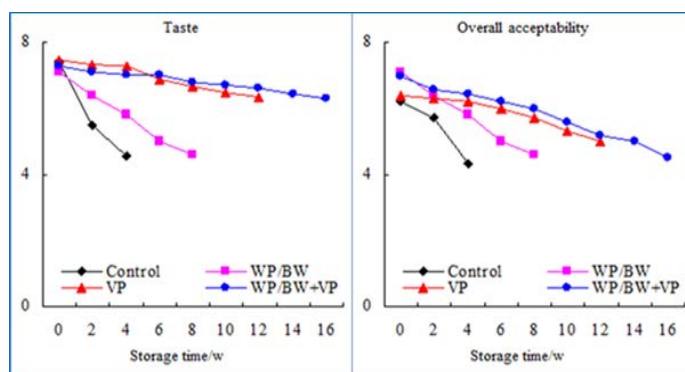 Taste
8
4
0
Control
WP/BW
VP
WP/BW+VP
0 2 4 6 8 10 12 14 16
Storage time/w
Overall acceptability
8
4
0
Control
WP/BW
VP
WP/BW+VP
0 2 4 6 8 10 12 14 16
Storage time/w